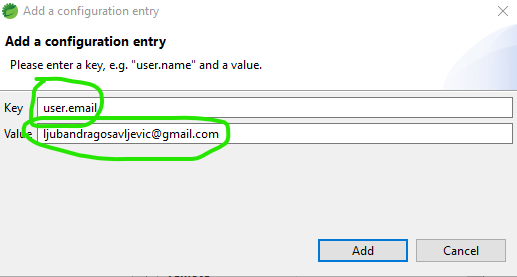 Add a configuration entry
Add a configuration entry
Please enter a key, e.g. "user.name" and a value.
Key user.email
Value ljubandragosavljevic@gmail.com
Add Cancel